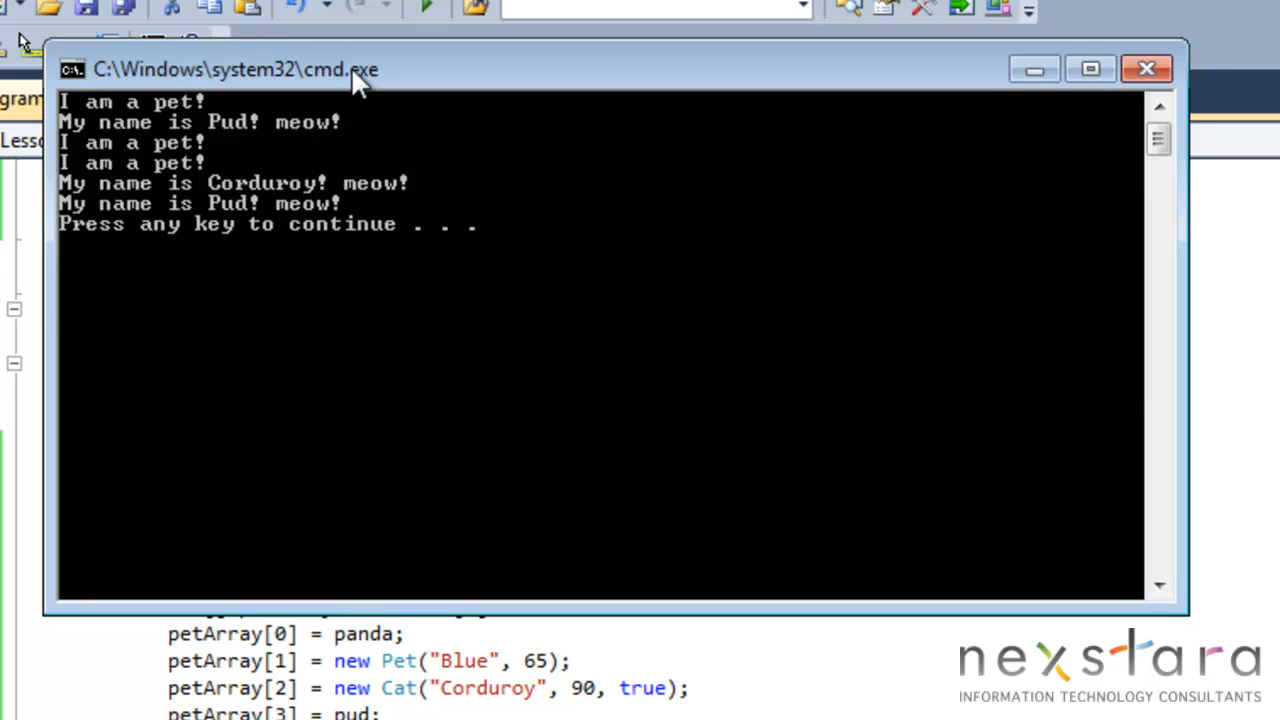 C:\Windows\system32\cmd.exe
gram
Lesso
I am a pet!
My name is Pud! meow!
I am a pet!
I am a pet!
My name is Corduroy! meow!
My name is Pud! meow!
Press any key to continue . . .
petArray[0] = panda;
petArray[1] = new Pet("Blue", 65);
petArray[2] = new Cat("Corduroy", 90, true);
petArray[3] = pud;
nexstara
INFORMATION TECHNOLOGY CONSULTANTS